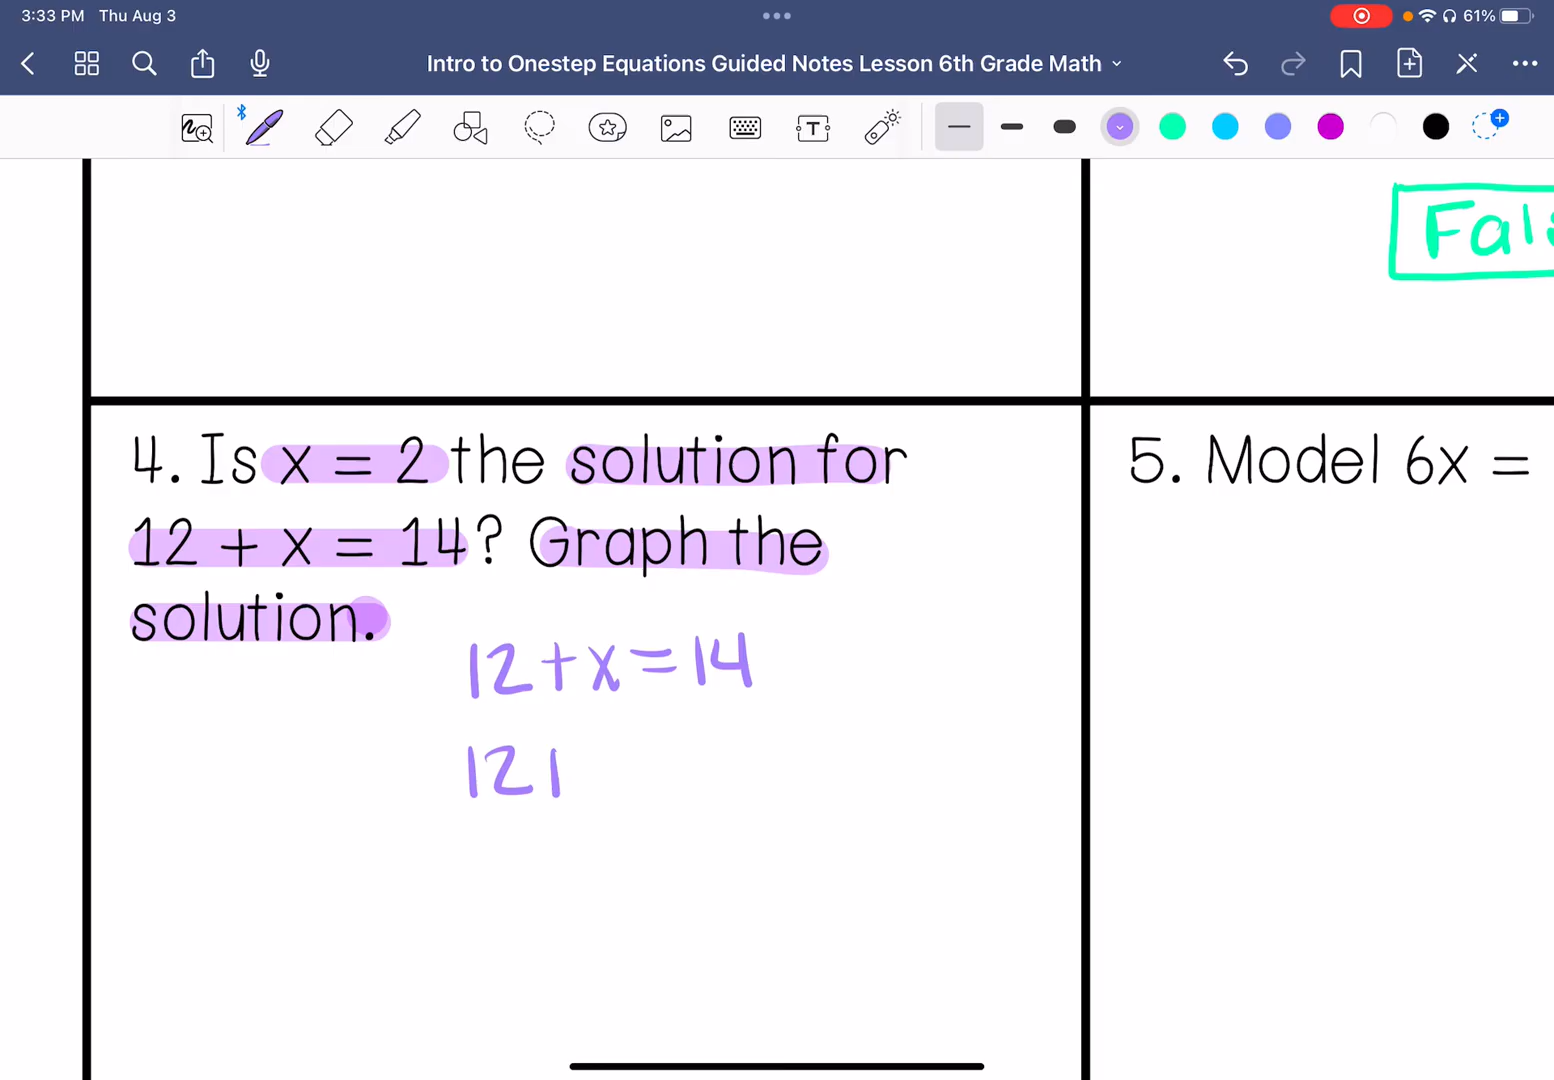 3:33 PM Thu Aug 3
61%
Intro to Onestep Equations Guided Notes Lesson 6th Grade Math
T
4. Is x = 2 the solution for
12 + x = 14? Graph the
solution.
12+x=14
121
5. Model 6x =